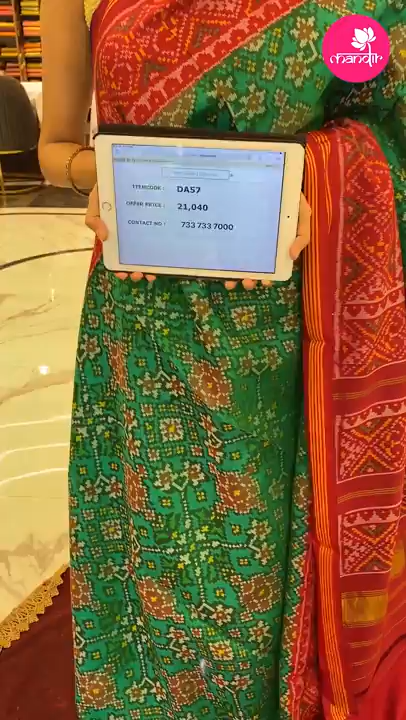 mandir
ITEMCODE : DA57
OFFER PRICE : 21,040
CONTACT NO : 733 733 7000